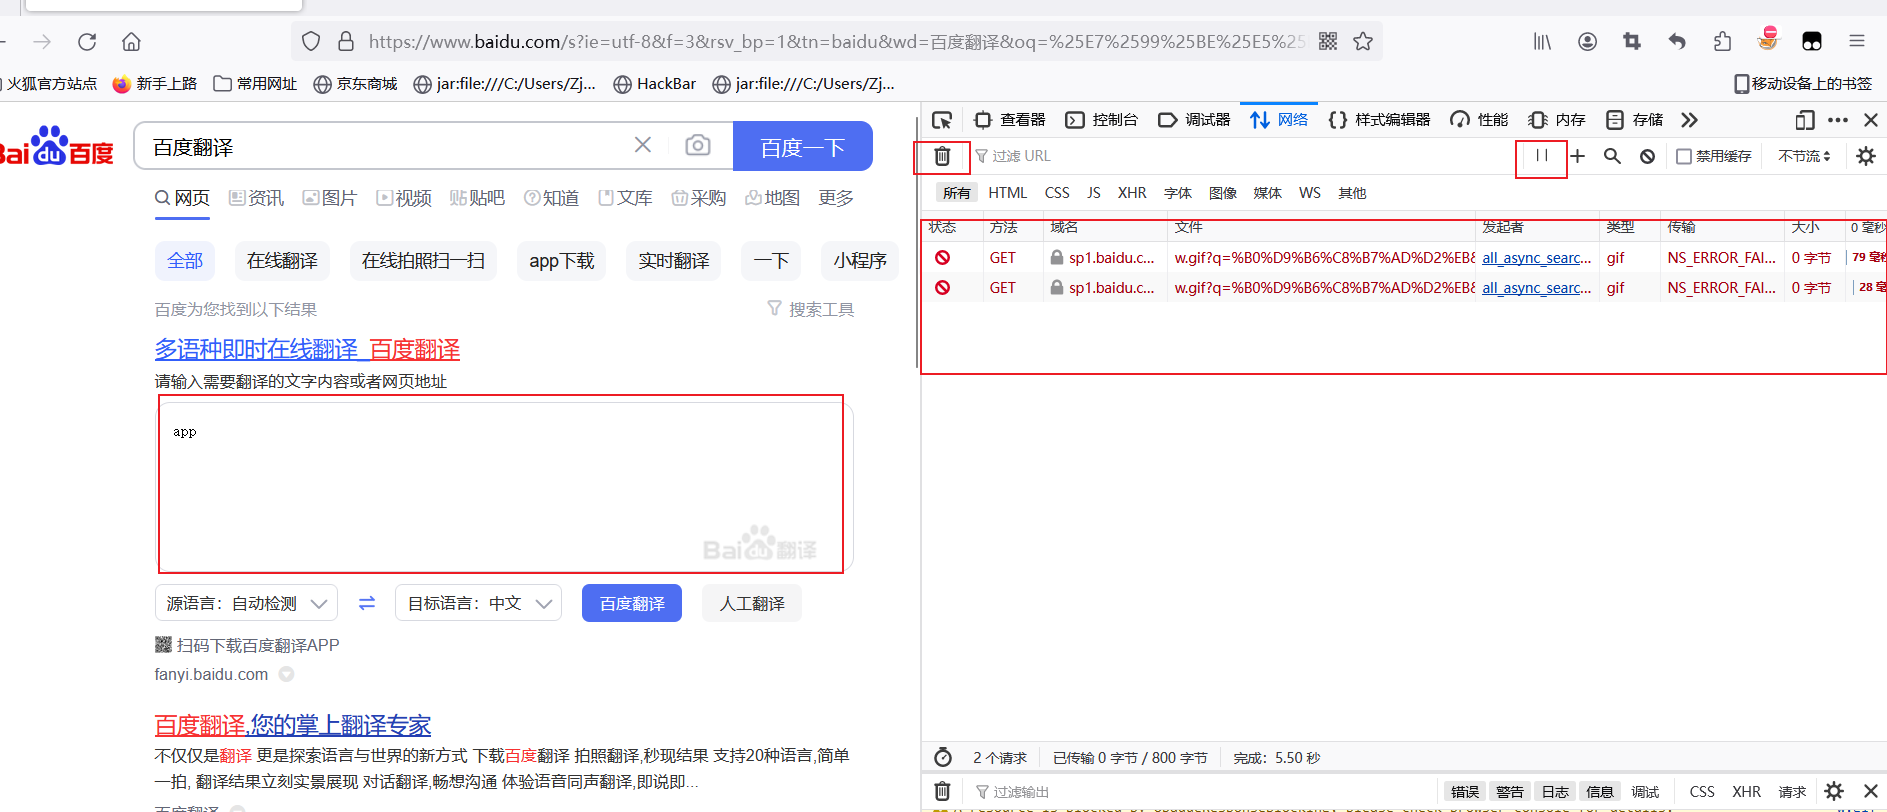 https://www.baidu.com/s?ie=utf-8&f=3&rsv_bp=1&tn=baidu&wd=百度翻译&oq=%25E7%2599%25BE%25E5%25
火狐官方站点 新手上路 常用网址 京东商城 jar:file:///C:/Users/Zj... HackBar jar:file:///C:/Users/Zj... 移动设备上的书签
Bai du 百度 百度翻译 百度一下
网页 资讯 图片 视频 贴吧 知道 文库 采购 地图 更多
全部 在线翻译 在线拍照扫一扫 app下载 实时翻译 一下 小程序
百度为您找到以下结果 搜索工具
多语种即时在线翻译_百度翻译
请输入需要翻译的文字内容或者网页地址
app
Bai du 翻译
源语言：自动检测 目标语言：中文 百度翻译 人工翻译
扫码下载百度翻译APP
fanyi.baidu.com
百度翻译,您的掌上翻译专家
不仅仅是翻译 更是探索语言与世界的新方式 下载百度翻译 拍照翻译,秒现结果 支持20种语言,简单
一拍, 翻译结果立刻实景展现 对话翻译,畅想沟通 体验语音同声翻译,即说即...
百度翻译
查看器 控制台 调试器 网络 样式编辑器 性能 内存 存储
过滤 URL 禁用缓存 不节流
所有 HTML CSS JS XHR 字体 图像 媒体 WS 其他
状态 方法 域名 文件 发起者 类型 传输 大小 0 毫秒
GET sp1.baidu.c... w.gif?q=%B0%D9%B6%C8%B7%AD%D2%EB& all_async_searc... gif NS_ERROR_FAI... 0 字节 79 毫秒
GET sp1.baidu.c... w.gif?q=%B0%D9%B6%C8%B7%AD%D2%EB& all_async_searc... gif NS_ERROR_FAI... 0 字节 28 毫
2 个请求 已传输 0 字节 / 800 字节 完成：5.50 秒
过滤输出 错误 警告 日志 信息 调试 CSS XHR 请求